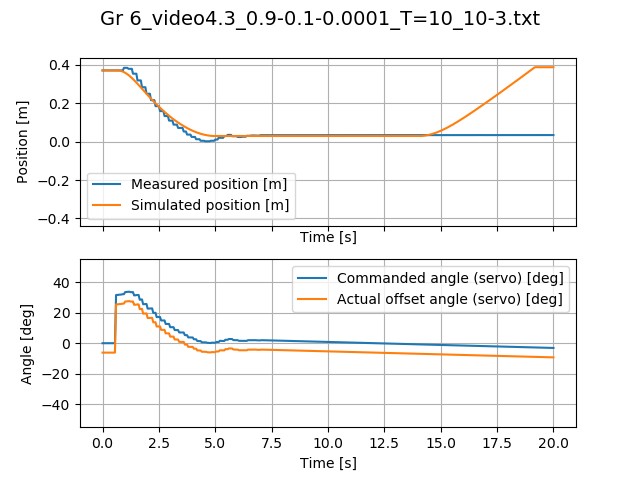 Gr 6_video4.3_0.9-0.1-0.0001_T=10_10-3.txt
0.4
0.2
0.0
−0.2
−0.4
Position [m]
Measured position [m]
Simulated position [m]
Time [s]
40
20
0
−20
−40
Angle [deg]
Commanded angle (servo) [deg]
Actual offset angle (servo) [deg]
0.0 2.5 5.0 7.5 10.0 12.5 15.0 17.5 20.0
Time [s]